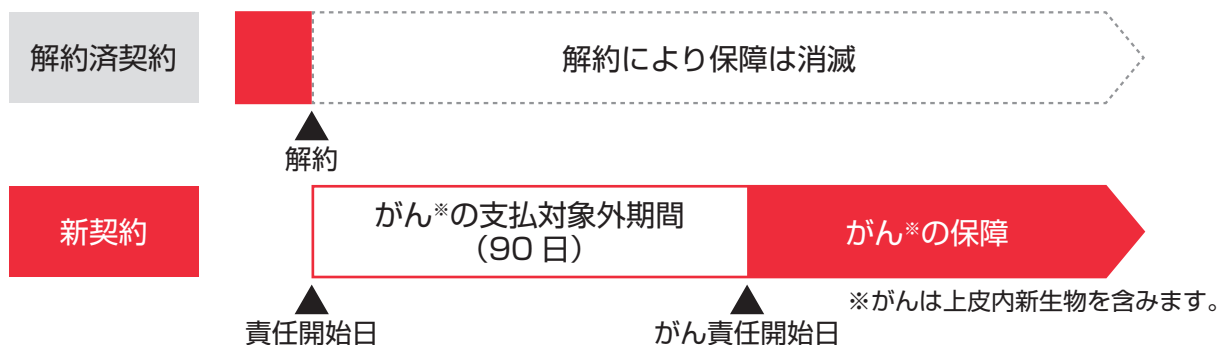 解約済契約
解約により保障は消滅
解約
新契約
がん※の支払対象外期間
（90日）
がん※の保障
責任開始日
がん責任開始日
※がんは上皮内新生物を含みます。